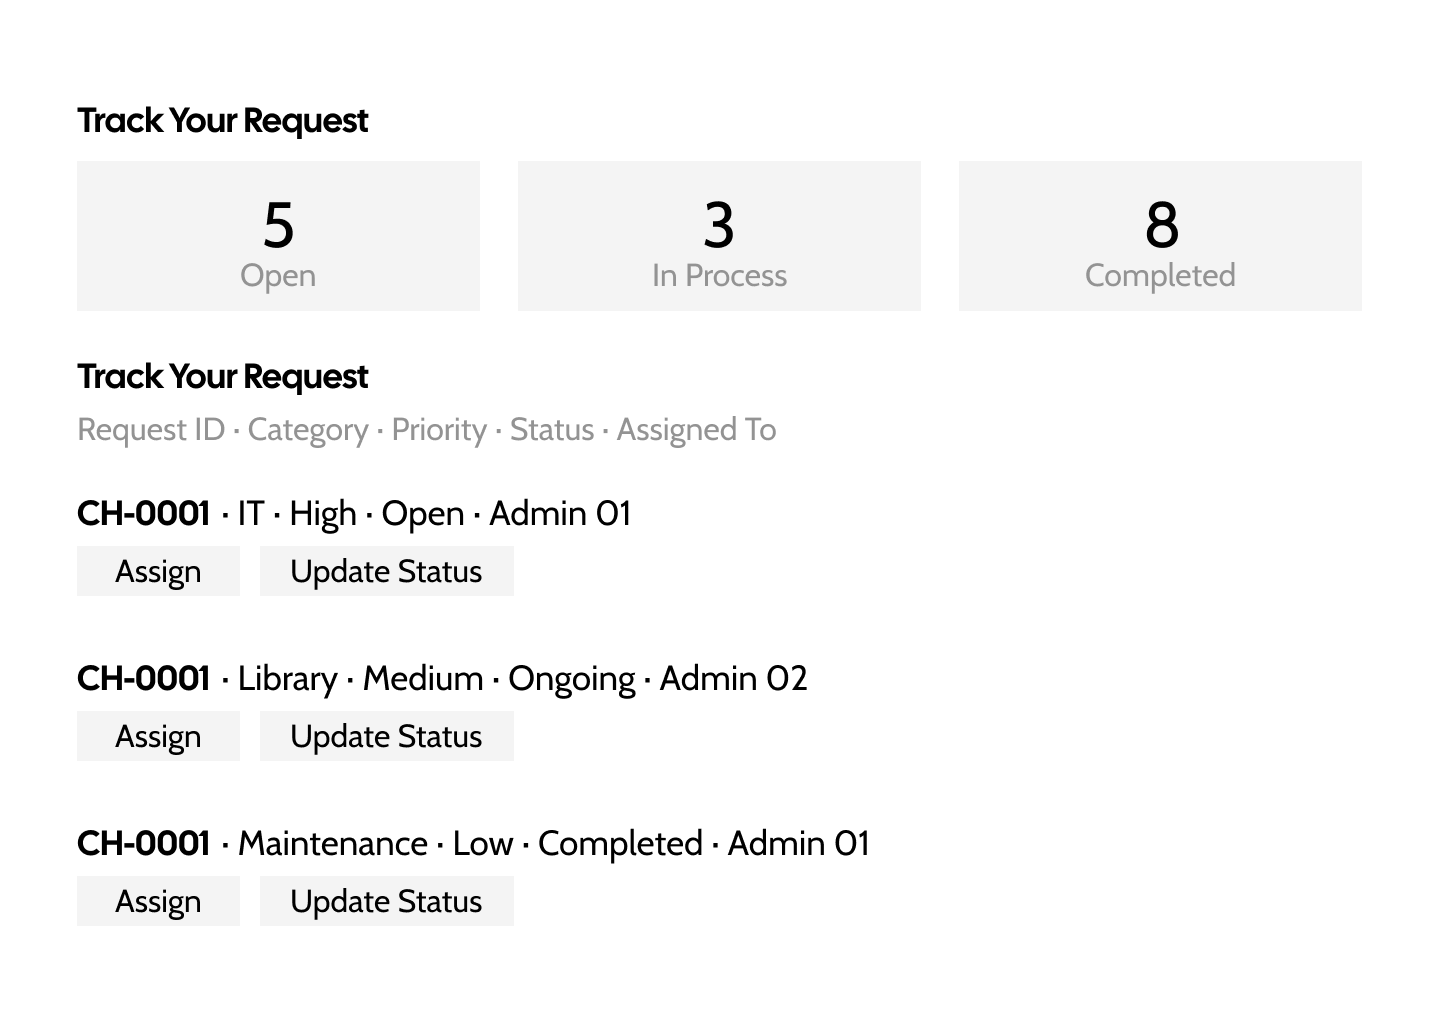 Track Your Request
5 3 8
Open In Process Completed
Track Your Request
Request ID · Category · Priority · Status · Assigned To
CH-0001 · IT · High · Open · Admin 01
Assign Update Status
CH-0001 · Library · Medium · Ongoing · Admin 02
Assign Update Status
CH-0001 · Maintenance · Low · Completed · Admin 01
Assign Update Status